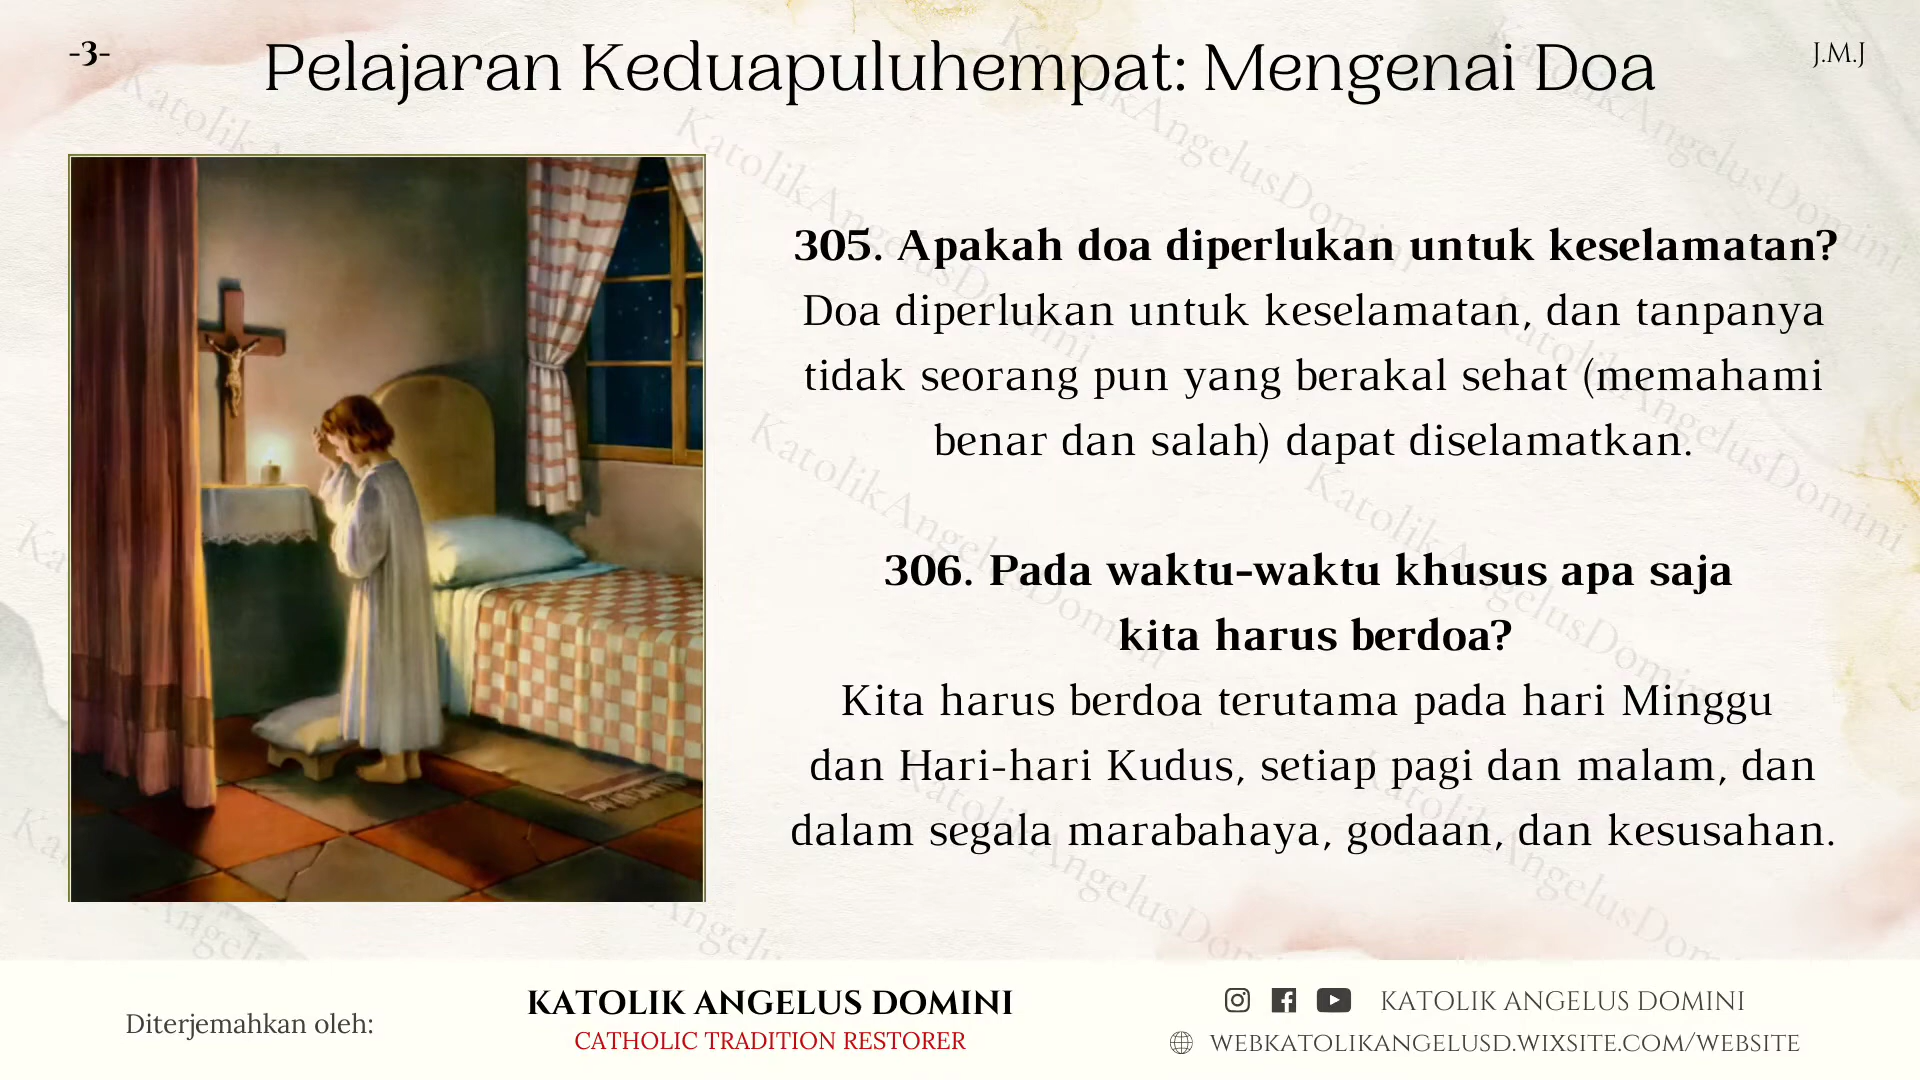 -3-
Pelajaran Keduapuluhempat: Mengenai Doa
J.M.J
305. Apakah doa diperlukan untuk keselamatan?
Doa diperlukan untuk keselamatan, dan tanpanya
tidak seorang pun yang berakal sehat (memahami
benar dan salah) dapat diselamatkan.
306. Pada waktu-waktu khusus apa saja
kita harus berdoa?
Kita harus berdoa terutama pada hari Minggu
dan Hari-hari Kudus, setiap pagi dan malam, dan
dalam segala marabahaya, godaan, dan kesusahan.
Diterjemahkan oleh:
KATOLIK ANGELUS DOMINI
CATHOLIC TRADITION RESTORER
KATOLIK ANGELUS DOMINI
WEBKATOLIKANGELUSD.WIXSITE.COM/WEBSITE
KatolikAngelusDomini